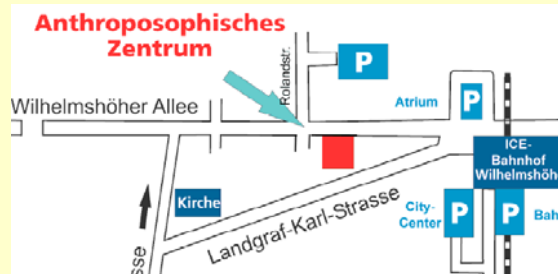 Anthroposophisches
Zentrum
Rolandstr.
P
Wilhelmshöher Allee
Atrium
P
ICE-
Bahnhof
Wilhelmshöhe
Kirche
Landgraf-Karl-Strasse
City-
Center
P
P
Bah
sse